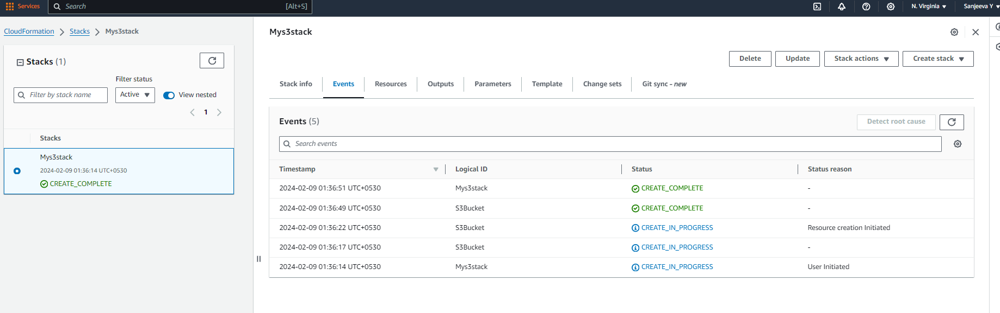 Services
Search [Alt+S]
N. Virginia
Sanjeeva Y
CloudFormation
Stacks
Mys3stack
Stacks (1)
Filter status
Filter by stack name
Active
View nested
1
Stacks
Mys3stack
2024-02-09 01:36:14 UTC+0530
CREATE_COMPLETE
Mys3stack
Delete
Update
Stack actions
Create stack
Stack info
Events
Resources
Outputs
Parameters
Template
Change sets
Git sync - new
Events (5)
Detect root cause
Search events
Timestamp Logical ID Status Status reason
2024-02-09 01:36:51 UTC+0530 Mys3stack CREATE_COMPLETE -
2024-02-09 01:36:49 UTC+0530 S3Bucket CREATE_COMPLETE -
2024-02-09 01:36:22 UTC+0530 S3Bucket CREATE_IN_PROGRESS Resource creation Initiated
2024-02-09 01:36:17 UTC+0530 S3Bucket CREATE_IN_PROGRESS -
2024-02-09 01:36:14 UTC+0530 Mys3stack CREATE_IN_PROGRESS User Initiated